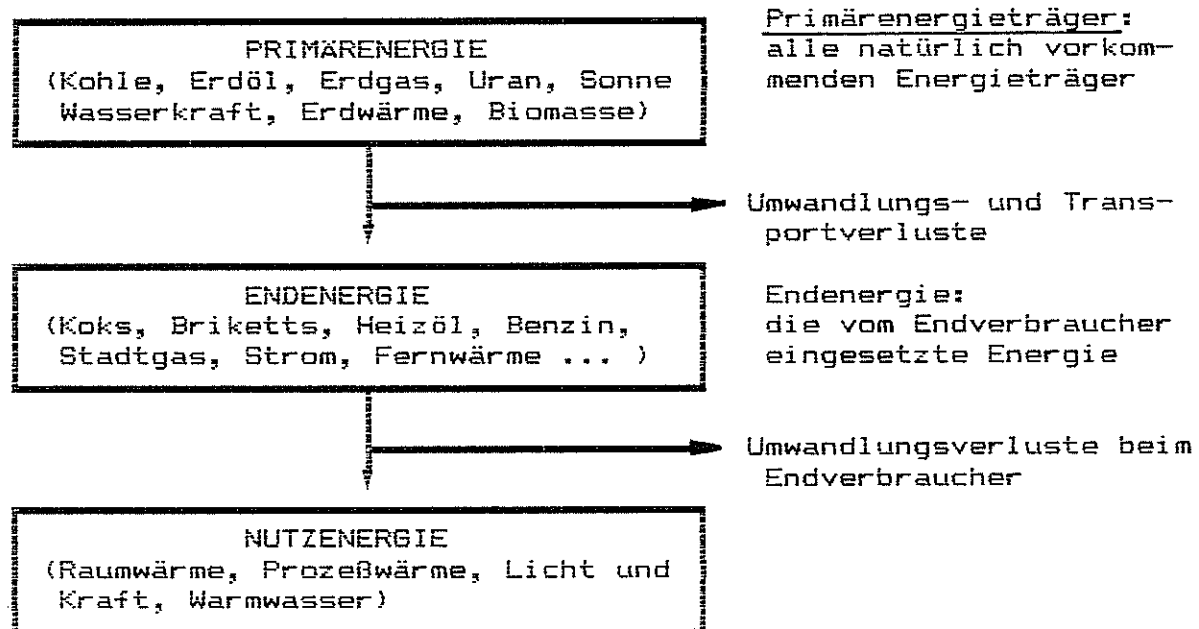 PRIMÄRENERGIE
(Kohle, Erdöl, Erdgas, Uran, Sonne
Wasserkraft, Erdwärme, Biomasse)
Primärenergieträger:
alle natürlich vorkom-
menden Energieträger
Umwandlungs- und Trans-
portverluste
ENDENERGIE
(Koks, Briketts, Heizöl, Benzin,
Stadtgas, Strom, Fernwärme ... )
Endenergie:
die vom Endverbraucher
eingesetzte Energie
Umwandlungsverluste beim
Endverbraucher
NUTZENERGIE
(Raumwärme, Prozeßwärme, Licht und
Kraft, Warmwasser)